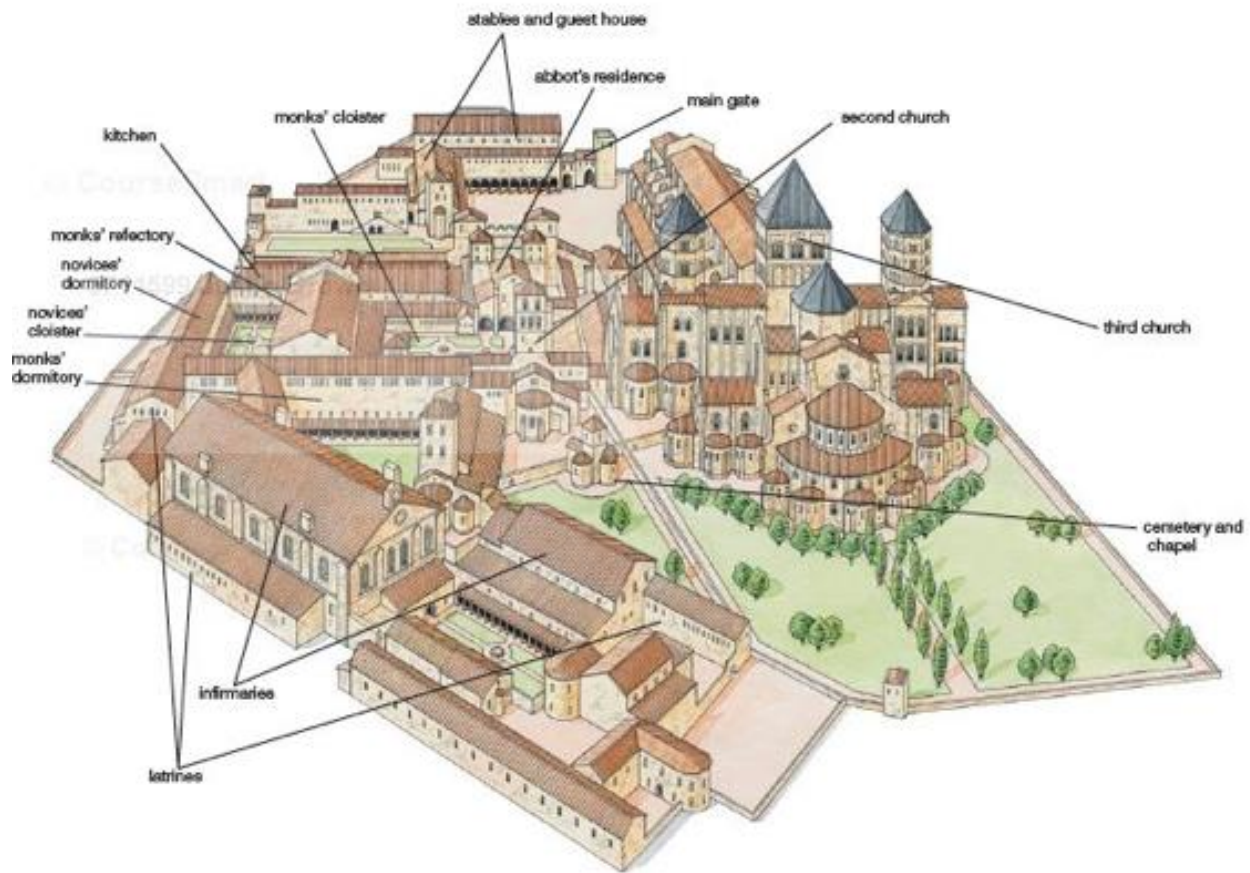 stables and guest house
abbot's residence
main gate
monks' cloister
second church
kitchen
monks' refectory
novices'
dormitory
novices'
cloister
monks'
dormitory
third church
cemetery and
chapel
infirmaries
latrines